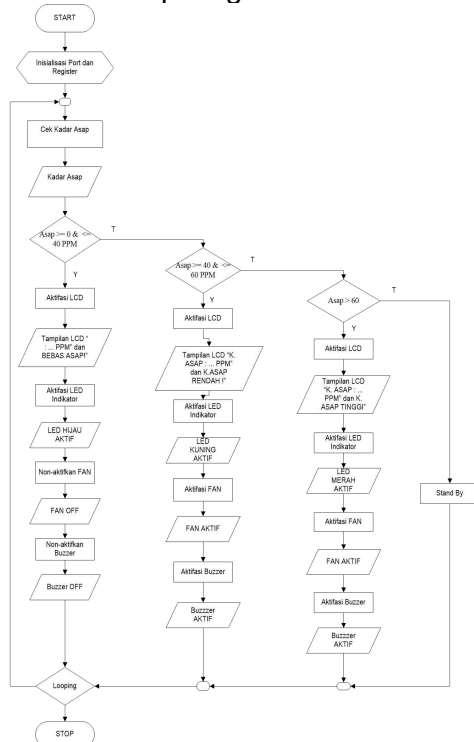 START
Inisialisasi Port dan
Register
Cek Kadar Asap
Kadar Asap
Asap >= 0 & <=
40 PPM
T
Y
Aktifasi LCD
Tampilan LCD “
: ... PPM” dan
BEBAS ASAP!”
Aktifasi LED
Indikator
LED HIJAU
AKTIF
Non-aktifkan FAN
FAN OFF
Non-aktifkan
Buzzer
Buzzer OFF
Looping
STOP
Asap >= 40 & <=
60 PPM
T
Y
Aktifasi LCD
Tampilan LCD “K.
ASAP : ... PPM”
dan K.ASAP
RENDAH !”
Aktifasi LED
Indikator
LED
KUNING
AKTIF
Aktifasi FAN
FAN AKTIF
Aktifasi Buzzer
Buzzzer
AKTIF
Asap > 60
T
Y
Aktifasi LCD
Tampilan LCD
“K. ASAP : ...
PPM” dan K.
ASAP TINGGI”
Aktifasi LED
Indikator
LED
MERAH
AKTIF
Aktifasi FAN
FAN AKTIF
Aktifasi Buzzer
Buzzzer
AKTIF
Stand By